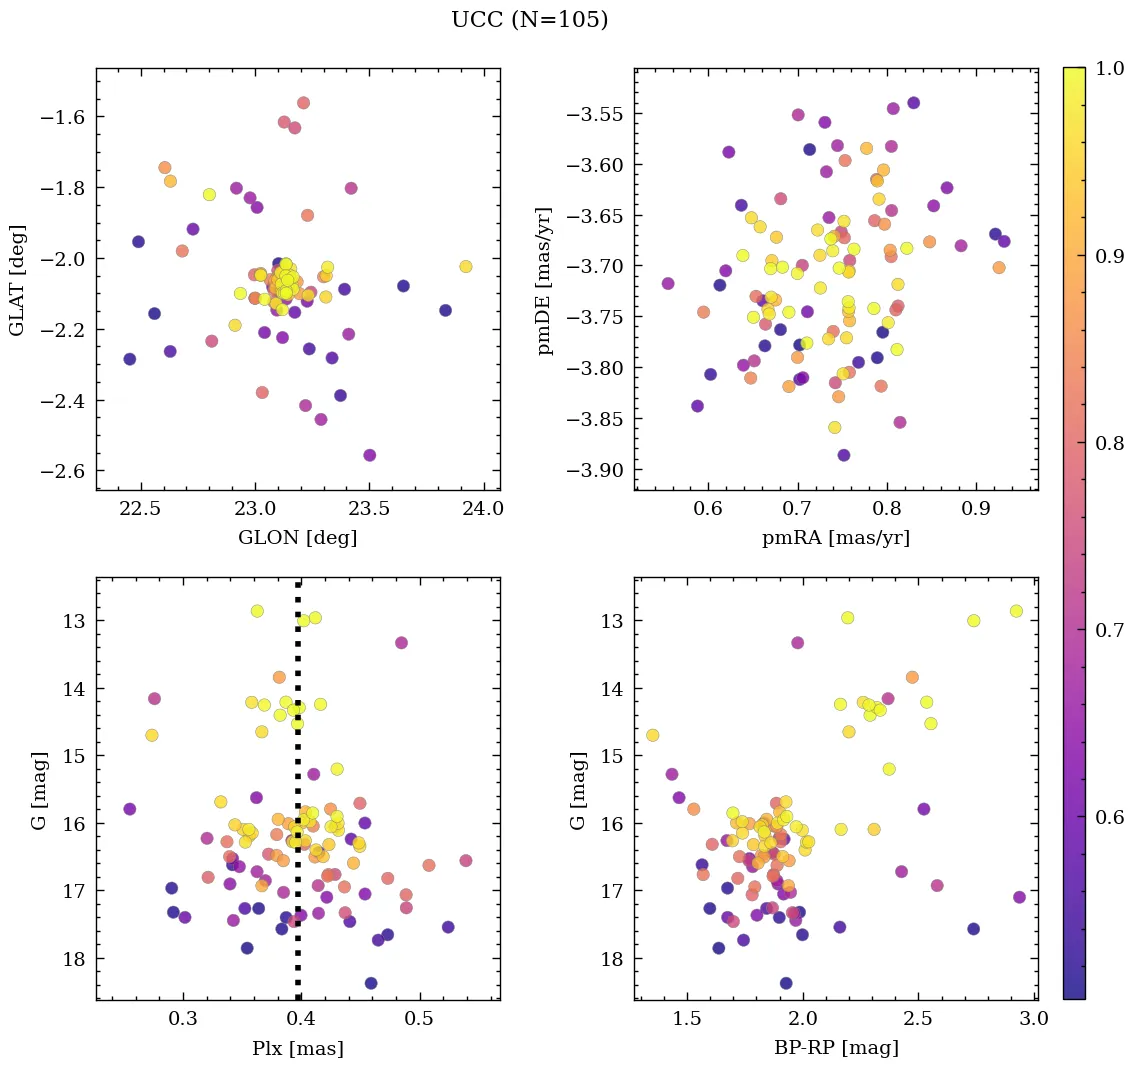 UCC (N=105)
−1.6
−1.8
−2.0
−2.2
−2.4
−2.6
GLAT [deg]
22.5 23.0 23.5 24.0
GLON [deg]
−3.55
−3.60
−3.65
−3.70
−3.75
−3.80
−3.85
−3.90
pmDE [mas/yr]
0.6 0.7 0.8 0.9
pmRA [mas/yr]
13
14
15
16
17
18
G [mag]
0.3 0.4 0.5
Plx [mas]
13
14
15
16
17
18
G [mag]
1.5 2.0 2.5 3.0
BP-RP [mag]
1.0
0.9
0.8
0.7
0.6